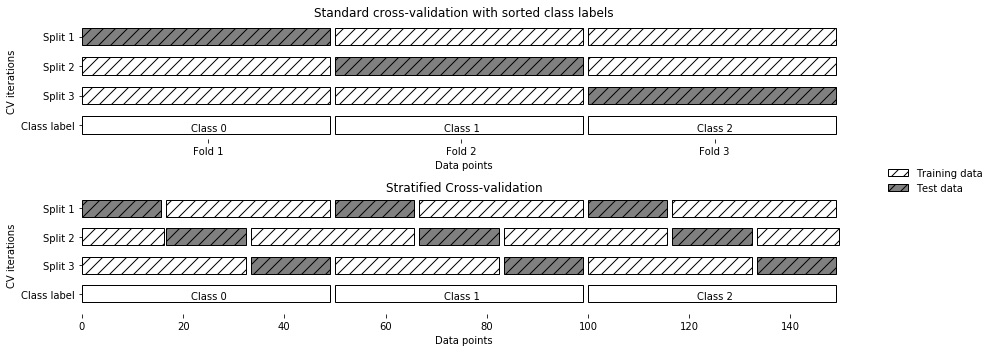 Standard cross-validation with sorted class labels
CV iterations
Split 1
Split 2
Split 3
Class label
Class 0 Class 1 Class 2
Fold 1 Fold 2 Fold 3
Data points
Training data
Test data
Stratified Cross-validation
CV iterations
Split 1
Split 2
Split 3
Class label
Class 0 Class 1 Class 2
0 20 40 60 80 100 120 140
Data points